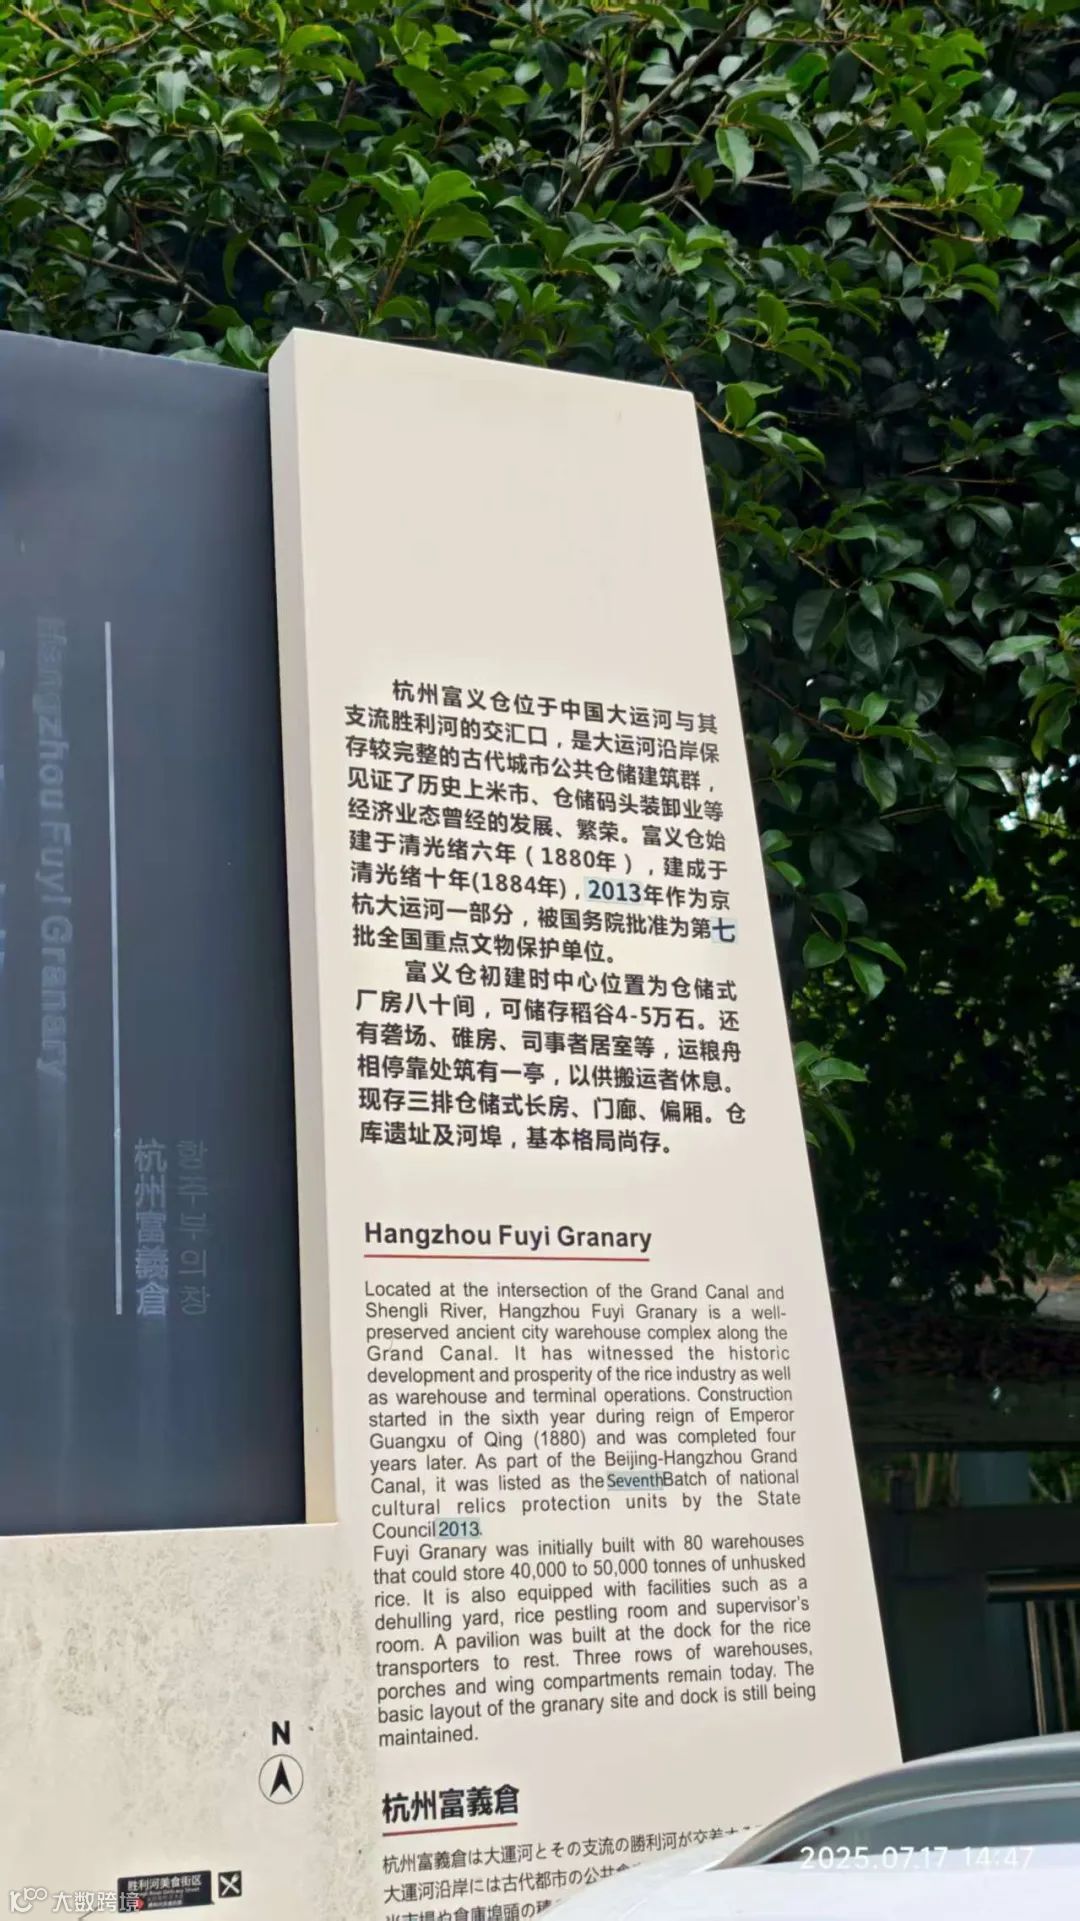 Hangzhou Fuyi Granary
杭州富義倉
항주부의창
杭州富义仓位于中国大运河与其
支流胜利河的交汇口，是大运河沿岸保
存较完整的古代城市公共仓储建筑群，
见证了历史上米市、仓储码头装卸业等
经济业态曾经的发展、繁荣。富义仓始
建于清光绪六年（1880年），建成于
清光绪十年(1884年)，2013年作为京
杭大运河一部分，被国务院批准为第七
批全国重点文物保护单位。
富义仓初建时中心位置为仓储式
厂房八十间，可储存稻谷4-5万石。还
有砻场、碓房、司事者居室等，运粮舟
相停靠处筑有一亭，以供搬运者休息。
现存三排仓储式长房、门廊、偏厢。仓
库遗址及河埠，基本格局尚存。
Hangzhou Fuyi Granary
Located at the intersection of the Grand Canal and
Shengli River, Hangzhou Fuyi Granary is a well-
preserved ancient city warehouse complex along the
Grand Canal. It has witnessed the historic
development and prosperity of the rice industry as well
as warehouse and terminal operations. Construction
started in the sixth year during reign of Emperor
Guangxu of Qing (1880) and was completed four
years later. As part of the Beijing-Hangzhou Grand
Canal, it was listed as the Seventh Batch of national
cultural relics protection units by the State
Council 2013.
Fuyi Granary was initially built with 80 warehouses
that could store 40,000 to 50,000 tonnes of unhusked
rice. It is also equipped with facilities such as a
dehulling yard, rice pestling room and supervisor's
room. A pavilion was built at the dock for the rice
transporters to rest. Three rows of warehouses,
porches and wing compartments remain today. The
basic layout of the granary site and dock is still being
maintained.
杭州富義倉
杭州富義倉は大運河とその支流の勝利河が交差する
大運河沿岸には古代都市の公共倉
米市場や倉庫埠頭の積
N
胜利河美食街区
2025.07.17 14:47
大数跨境